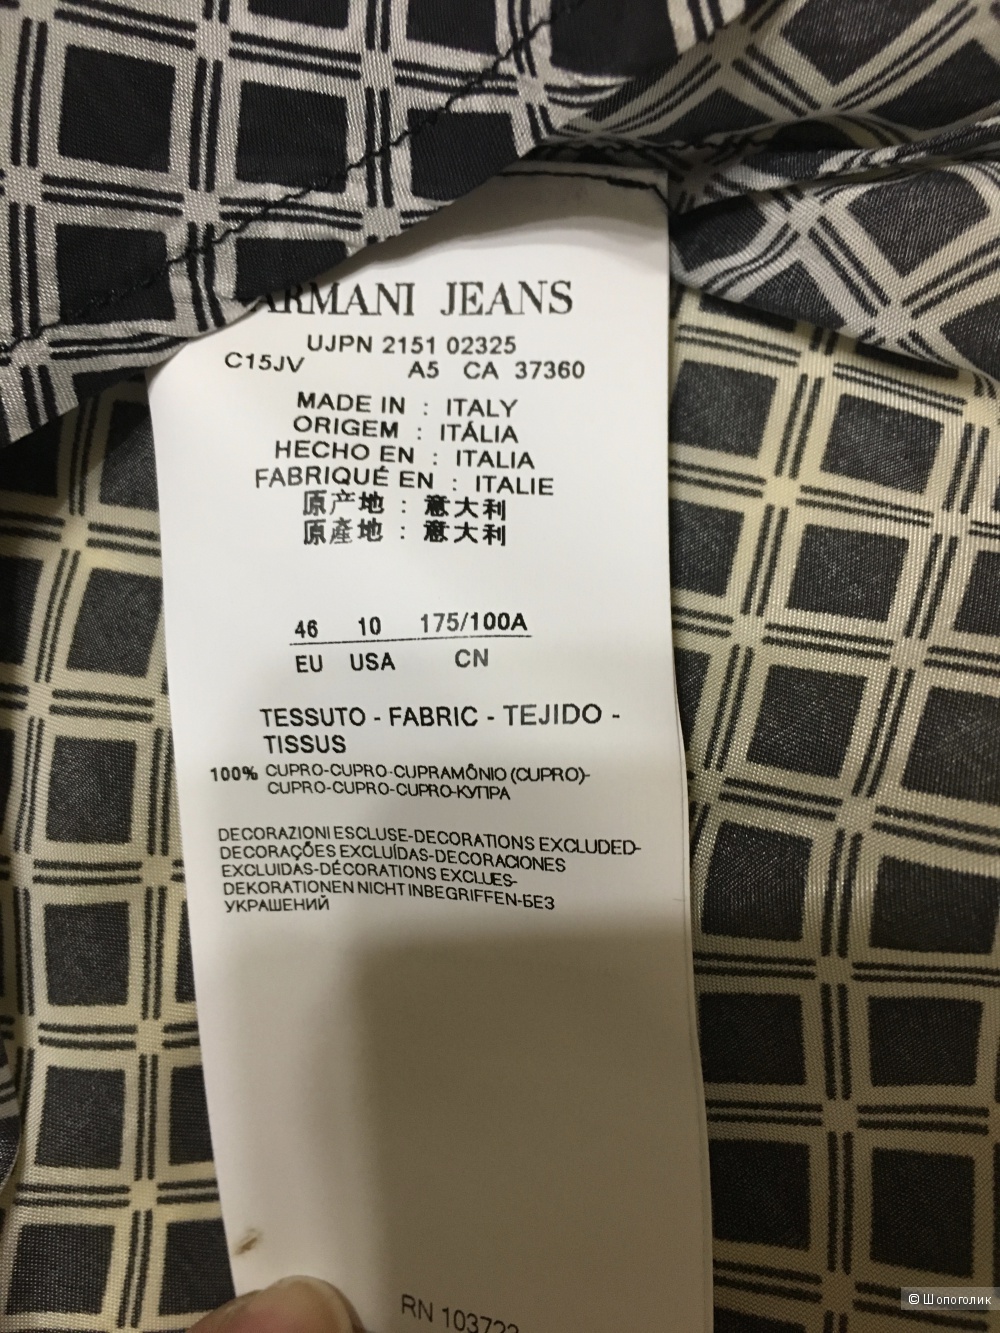 ARMANI JEANS
UJPN 2151 02325
C15JV A5 CA 37360
MADE IN : ITALY
ORIGEM : ITÁLIA
HECHO EN : ITALIA
FABRIQUÉ EN : ITALIE
原产地 : 意大利
原產地 : 意大利
46 10 175/100A
EU USA CN
TESSUTO - FABRIC - TEJIDO -
TISSUS
100% CUPRO-CUPRO-CUPRAMÔNIO (CUPRO)-
CUPRO-CUPRO-CUPRO-КУПРА
DECORAZIONI ESCLUSE-DECORATIONS EXCLUDED-
DECORAÇÕES EXCLUÍDAS-DECORACIONES
EXCLUIDAS-DÉCORATIONS EXCLUES-
DEKORATIONEN NICHT INBEGRIFFEN-БЕЗ
УКРАШЕНИЙ
RN 103722
© Шопоголик